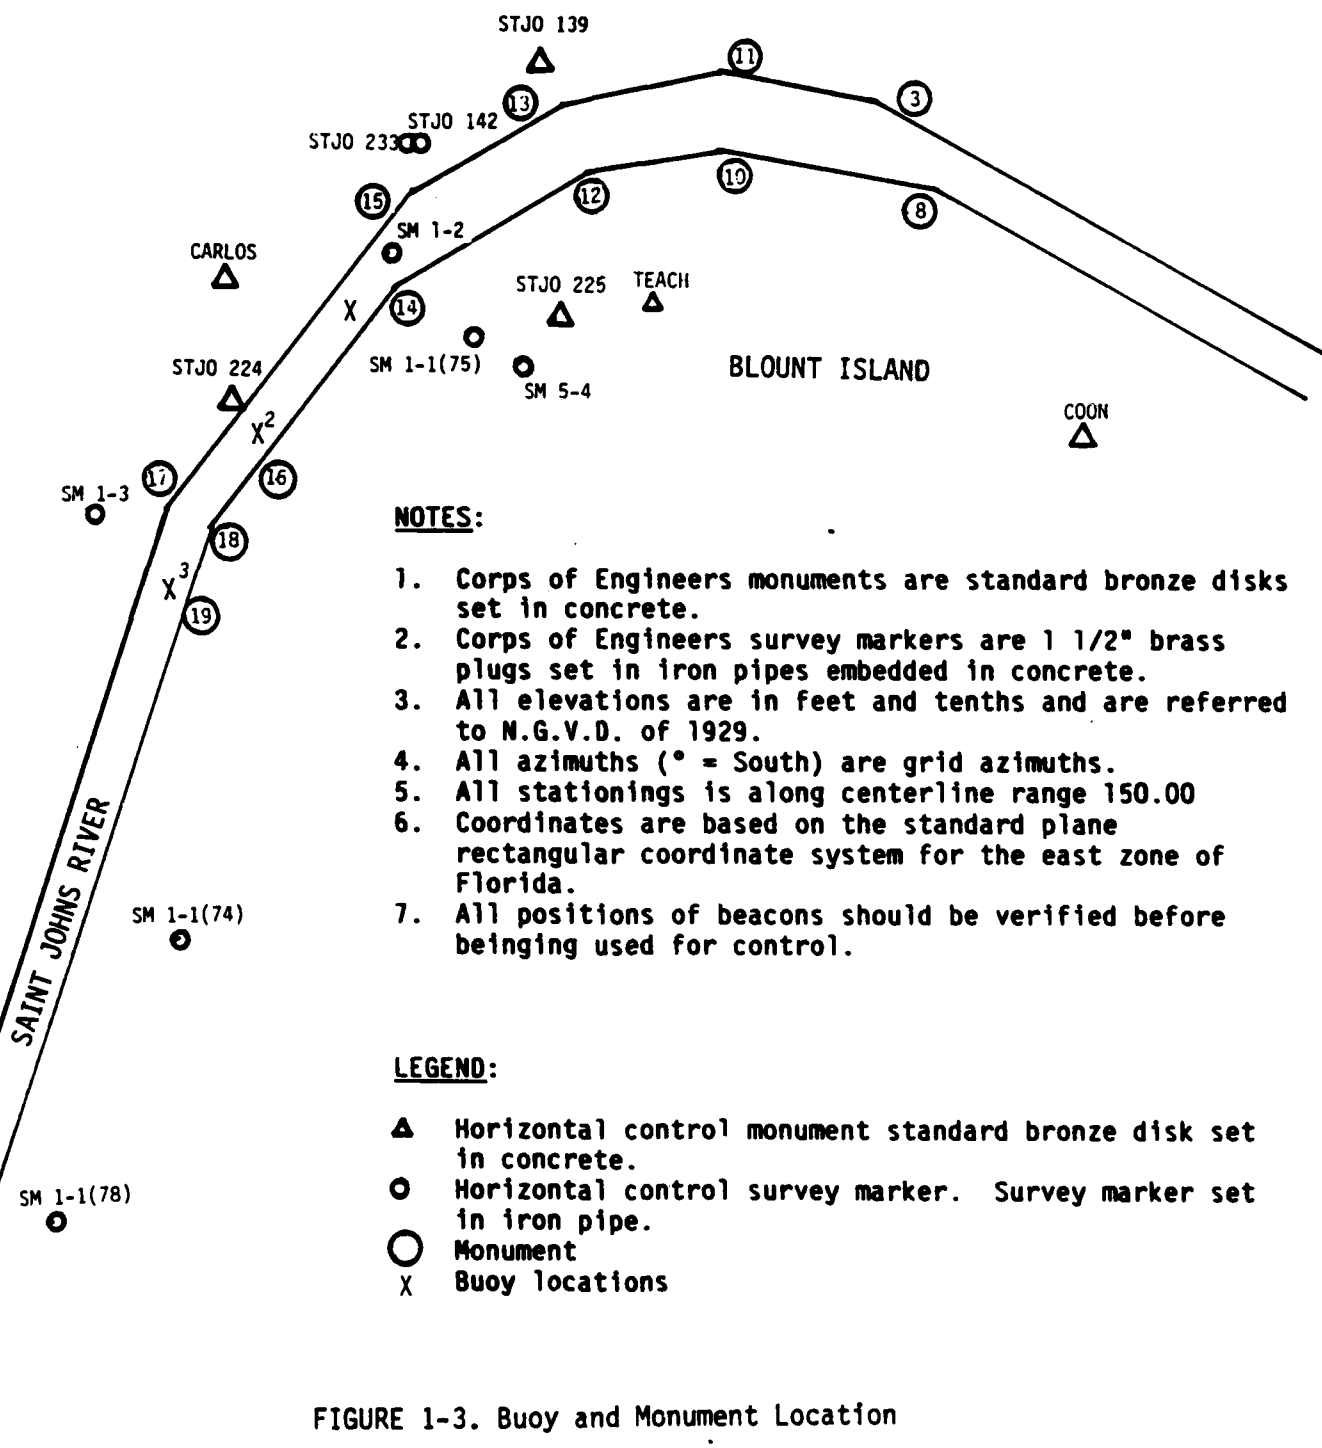 STJO 139
11
3
13
STJO 142
STJO 233
10
12
15
8
SM 1-2
CARLOS
STJO 225
TEACH
14
X
SM 1-1(75)
STJO 224
BLOUNT ISLAND
SM 5-4
COON
X2
17
16
SM 1-3
18
X3
19
NOTES:
1. Corps of Engineers monuments are standard bronze disks
set in concrete.
2. Corps of Engineers survey markers are 1 1/2" brass
plugs set in iron pipes embedded in concrete.
3. All elevations are in feet and tenths and are referred
to N.G.V.D. of 1929.
4. All azimuths (° = South) are grid azimuths.
5. All stationings is along centerline range 150.00
6. Coordinates are based on the standard plane
rectangular coordinate system for the east zone of
Florida.
7. All positions of beacons should be verified before
beinging used for control.
SAINT JOHNS RIVER
SM 1-1(74)
SM 1-1(78)
LEGEND:
Horizontal control monument standard bronze disk set
in concrete.
Horizontal control survey marker. Survey marker set
in iron pipe.
Monument
X Buoy locations
FIGURE 1-3. Buoy and Monument Location